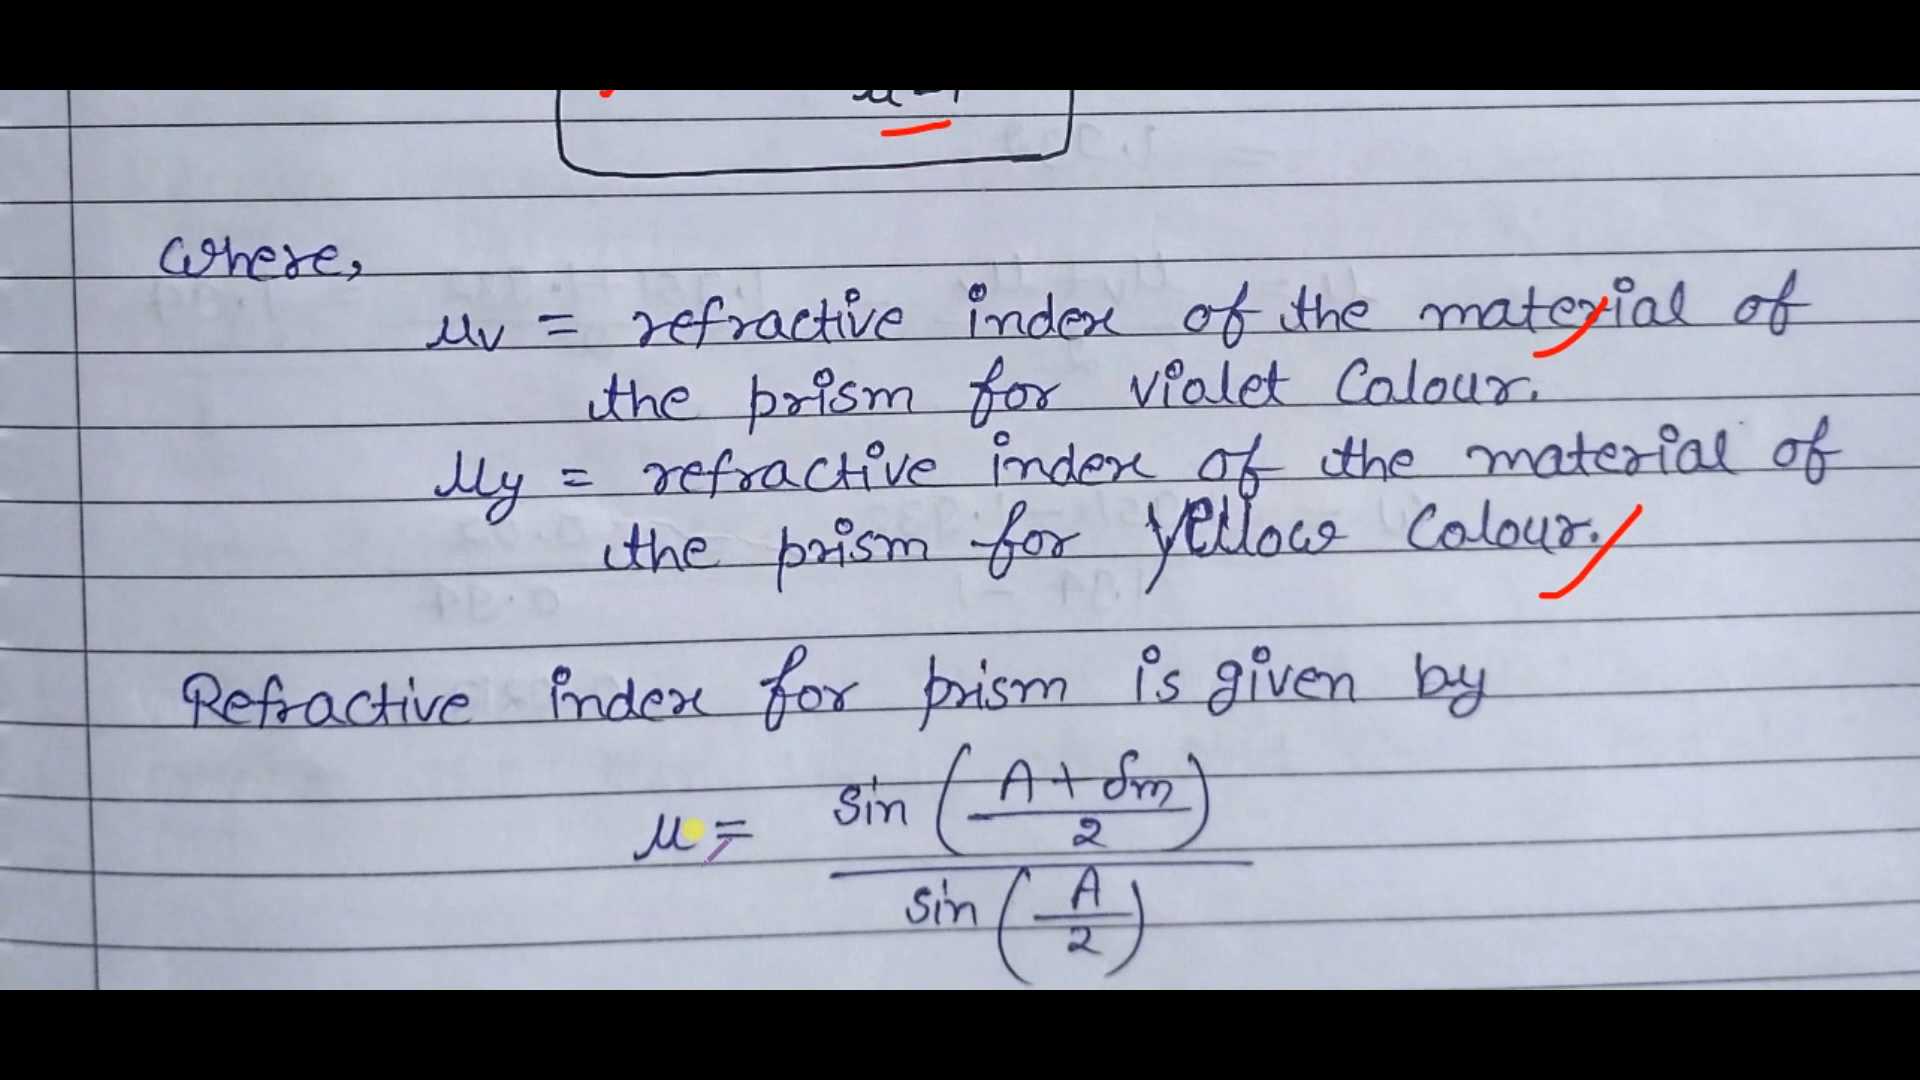 μ-1
where,
μv = refractive index of the material of
the prism for violet Colour.
μy = refractive index of the material of
the prism for yellow Colour.
Refractive index for prism is given by
μ = sin (A + δm / 2)
sin (A / 2)